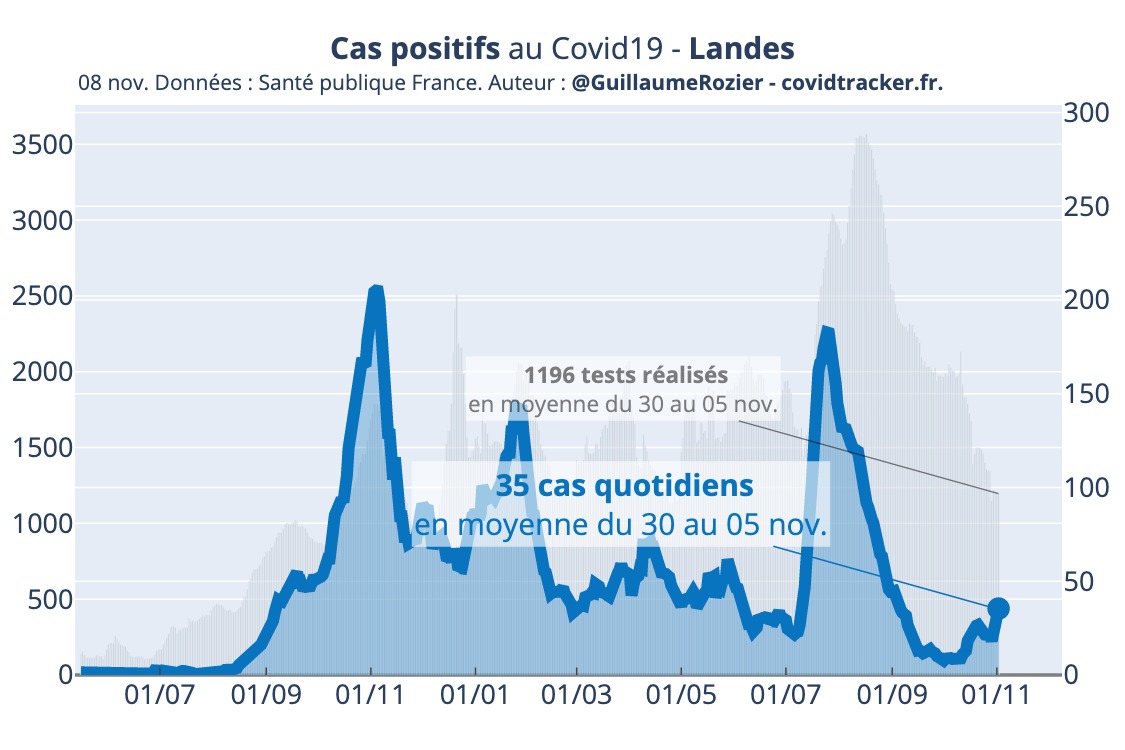 Cas positifs au Covid19 - Landes
08 nov. Données : Santé publique France. Auteur : @GuillaumeRozier - covidtracker.fr.
300
3500
250
3000
2500
200
2000
1196 tests réalisés
150
en moyenne du 30 au 05 nov.
1500
35 cas quotidiens
100
1000
en moyenne du 30 au 05 nov.
500
50
0
0
01/07 01/09 01/11 01/01 01/03 01/05 01/07 01/09 01/11